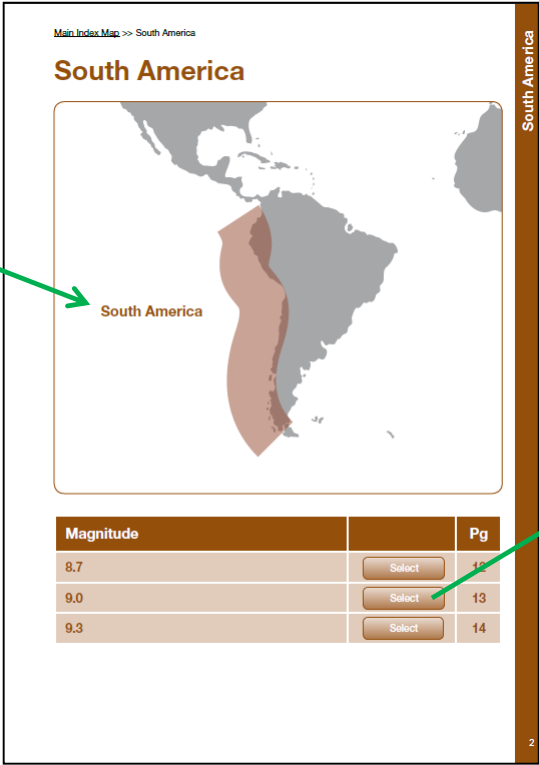 Main Index Map >> South America
South America
South America
South America
Magnitude Pg
8.7 Select 12
9.0 Select 13
9.3 Select 14
2